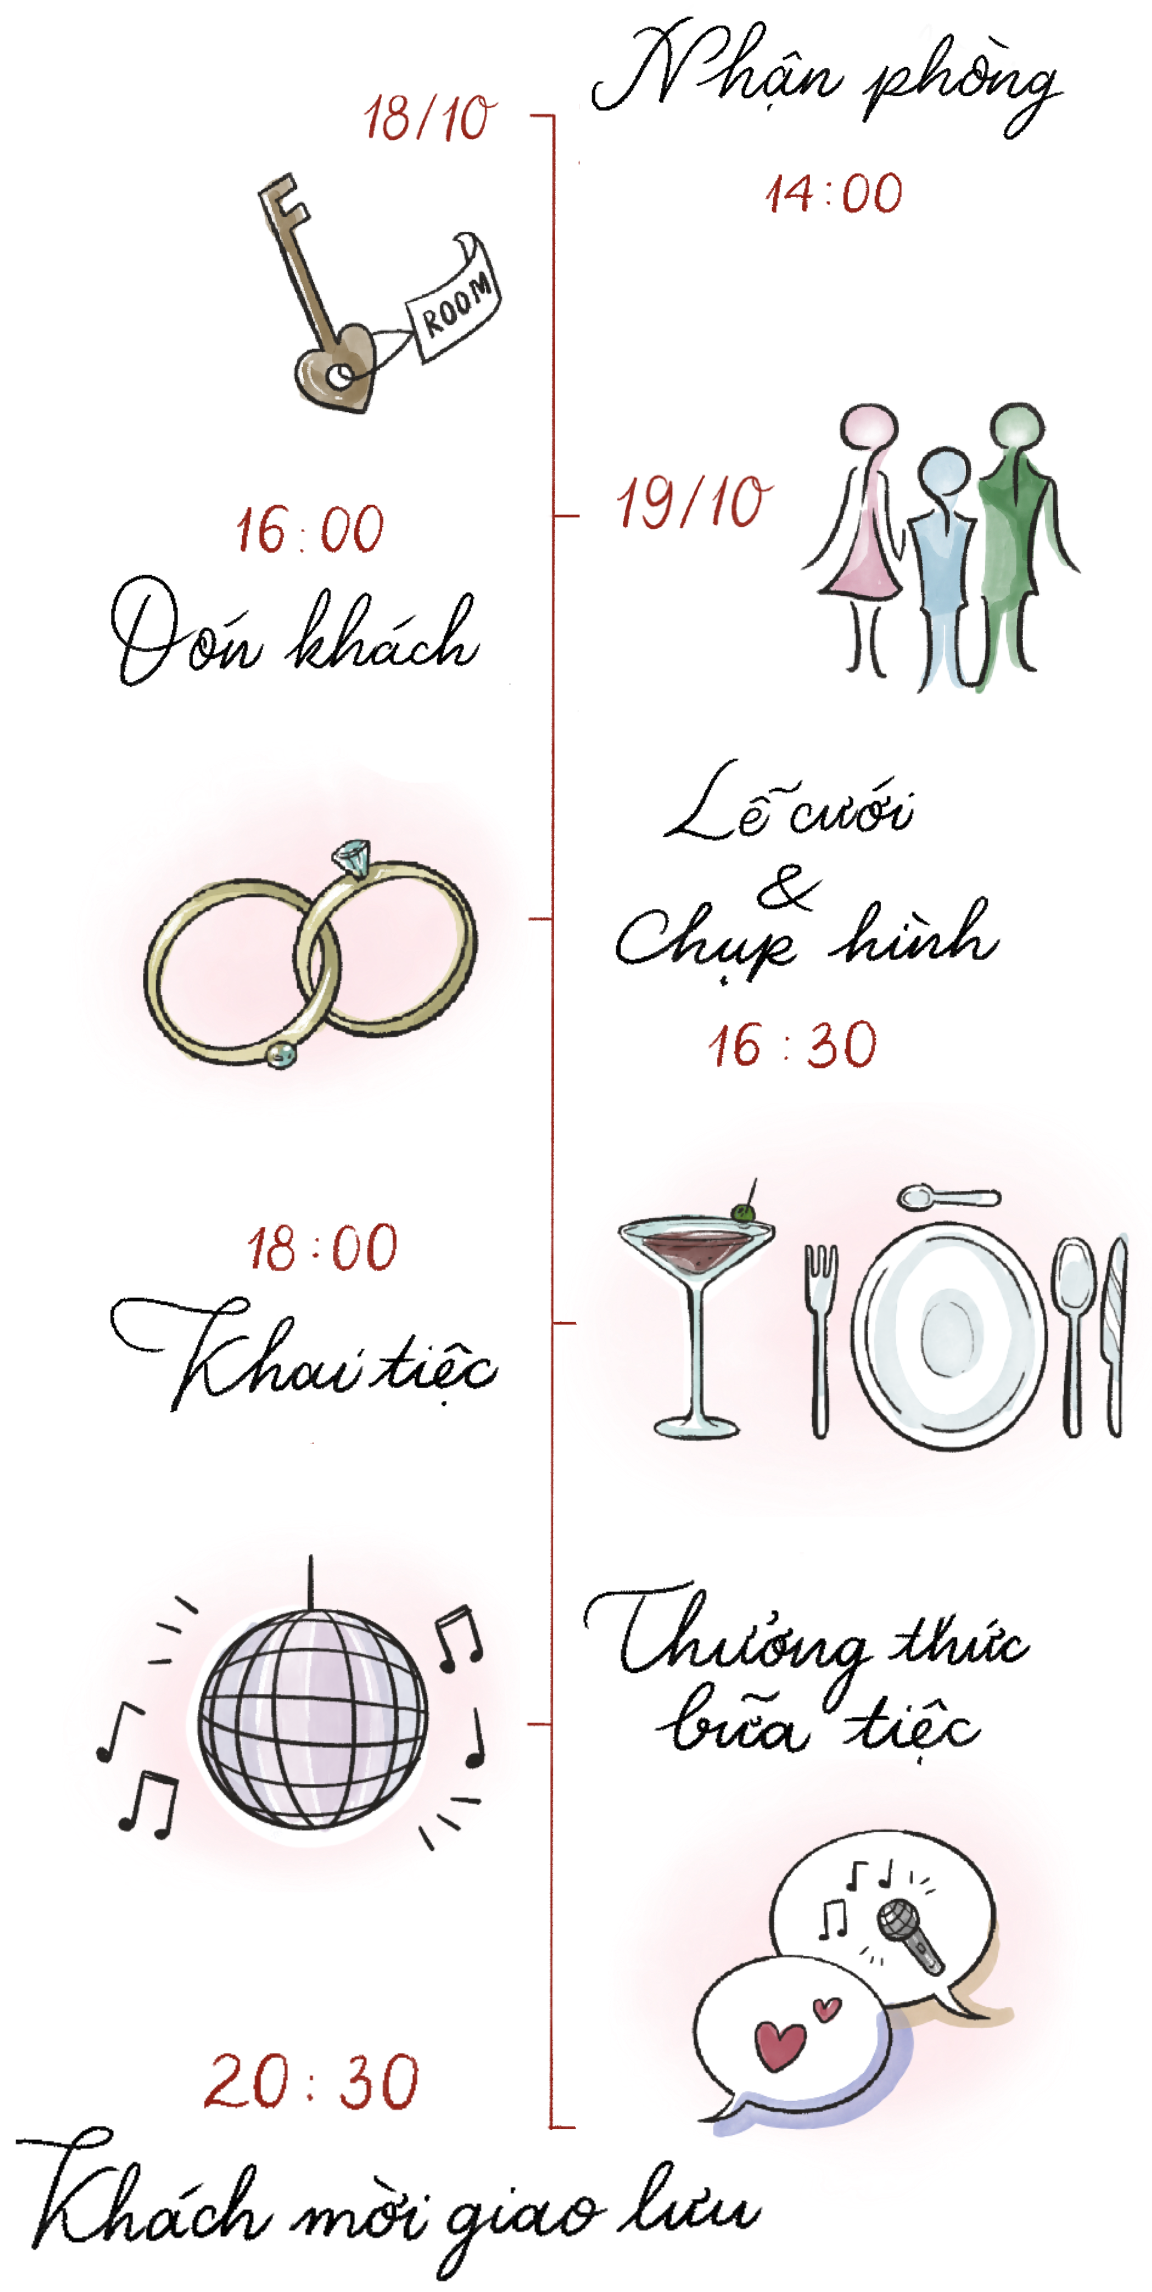 Nhận phòng
18/10
14:00
ROOM
19/10
16:00
Đón khách
Lễ cưới
&
Chụp hình
16:30
18:00
Khai tiệc
Thưởng thức
bữa tiệc
20:30
Khách mời giao lưu